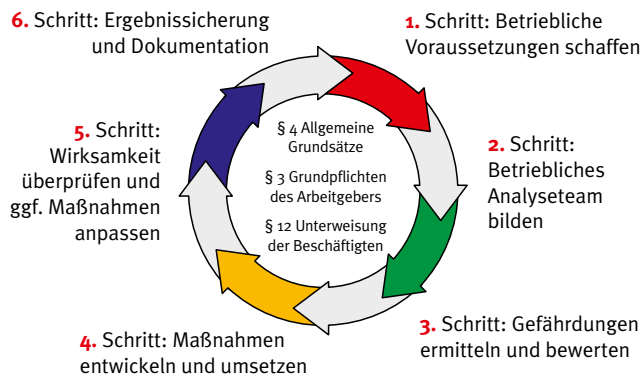 1. Schritt: Betriebliche
Voraussetzungen schaffen
2. Schritt:
Betriebliches
Analyseteam
bilden
3. Schritt: Gefährdungen
ermitteln und bewerten
4. Schritt: Maßnahmen
entwickeln und umsetzen
5. Schritt:
Wirksamkeit
überprüfen und
ggf. Maßnahmen
anpassen
6. Schritt: Ergebnissicherung
und Dokumentation
§ 4 Allgemeine
Grundsätze
§ 3 Grundpflichten
des Arbeitgebers
§ 12 Unterweisung
der Beschäftigten